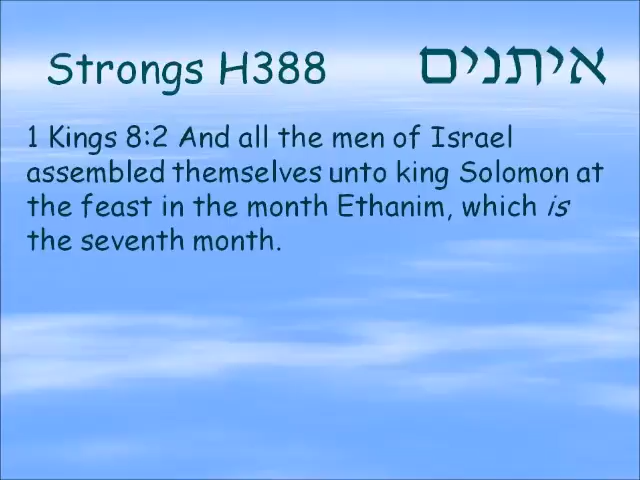 Strongs H388 איתנים
1 Kings 8:2 And all the men of Israel
assembled themselves unto king Solomon at
the feast in the month Ethanim, which is
the seventh month.